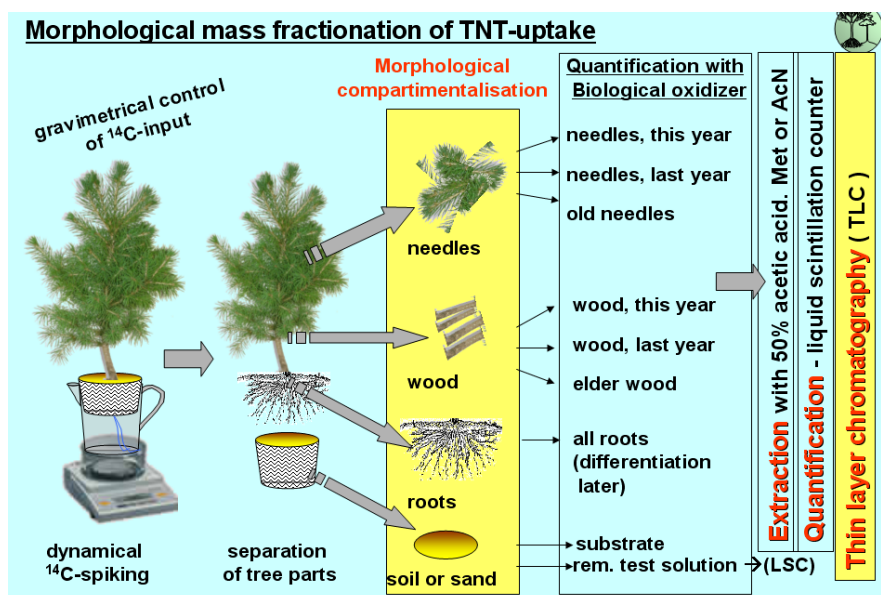 Morphological mass fractionation of TNT-uptake
gravimetrical control
of ¹⁴C-input
Morphological
compartimentalisation
Quantification with
Biological oxidizer
needles, this year
needles, last year
old needles
needles
wood, this year
wood, last year
elder wood
wood
all roots
(differentiation
later)
roots
substrate
rem. test solution → (LSC)
soil or sand
dynamical
¹⁴C-spiking
separation
of tree parts
Extraction with 50% acetic acid. Met or AcN
Quantification - liquid scintillation counter
Thin layer chromatography ( TLC )